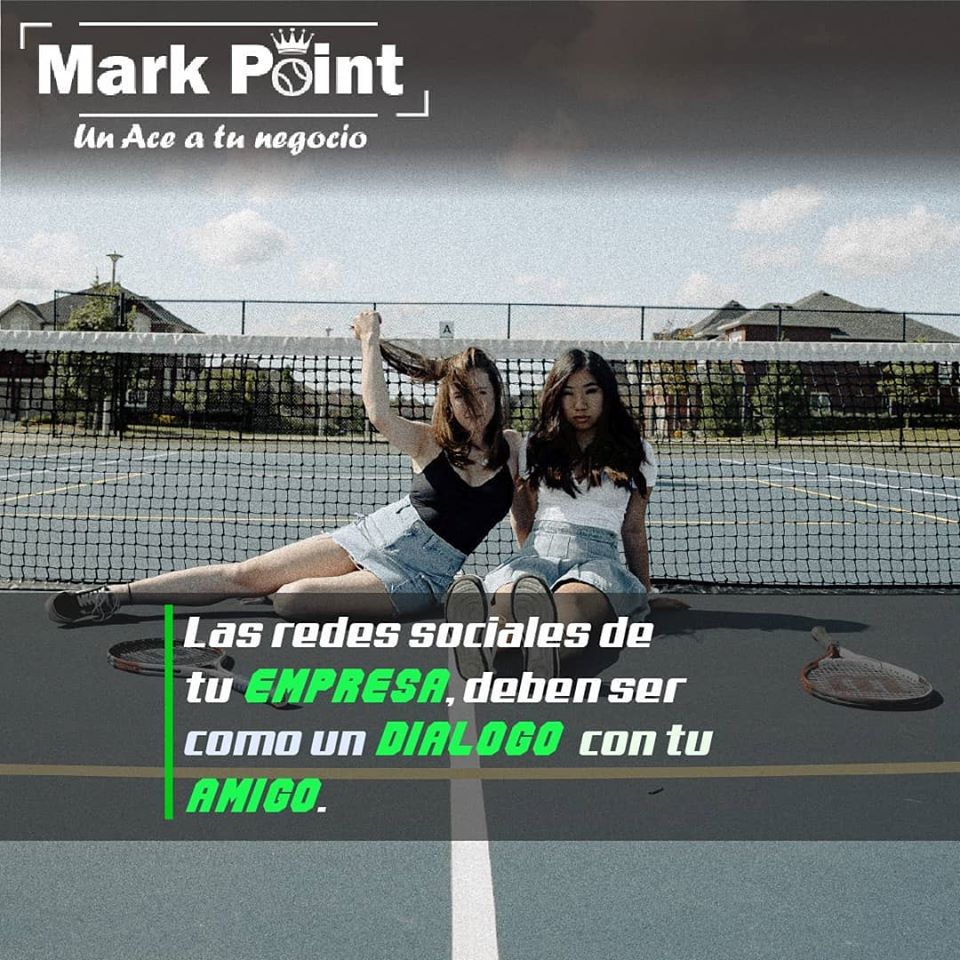 Mark Point
Un Ace a tu negocio
A
Las redes sociales de
tu EMPRESA, deben ser
como un DIALOGO con tu
AMIGO.